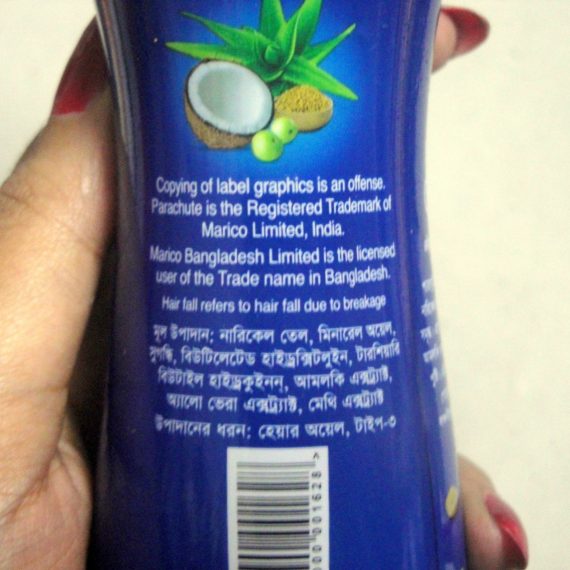 Copying of label graphics is an offense.
Parachute is the Registered Trademark of
Marico Limited, India.
Marico Bangladesh Limited is the licensed
user of the Trade name in Bangladesh.
Hair fall refers to hair fall due to breakage
মূল উপাদান: নারিকেল তেল, মিনারেল অয়েল,
সুগন্ধি, বিউটিলেটেড হাইড্রক্সিটলুইন, টারশিয়ারি
বিউটাইল হাইড্রকুইনন, আমলকি এক্সট্র্যাক্ট,
অ্যালো ভেরা এক্সট্র্যাক্ট, মেথি এক্সট্র্যাক্ট
উপাদানের ধরন: হেয়ার অয়েল, টাইপ-৩
000 001628 >